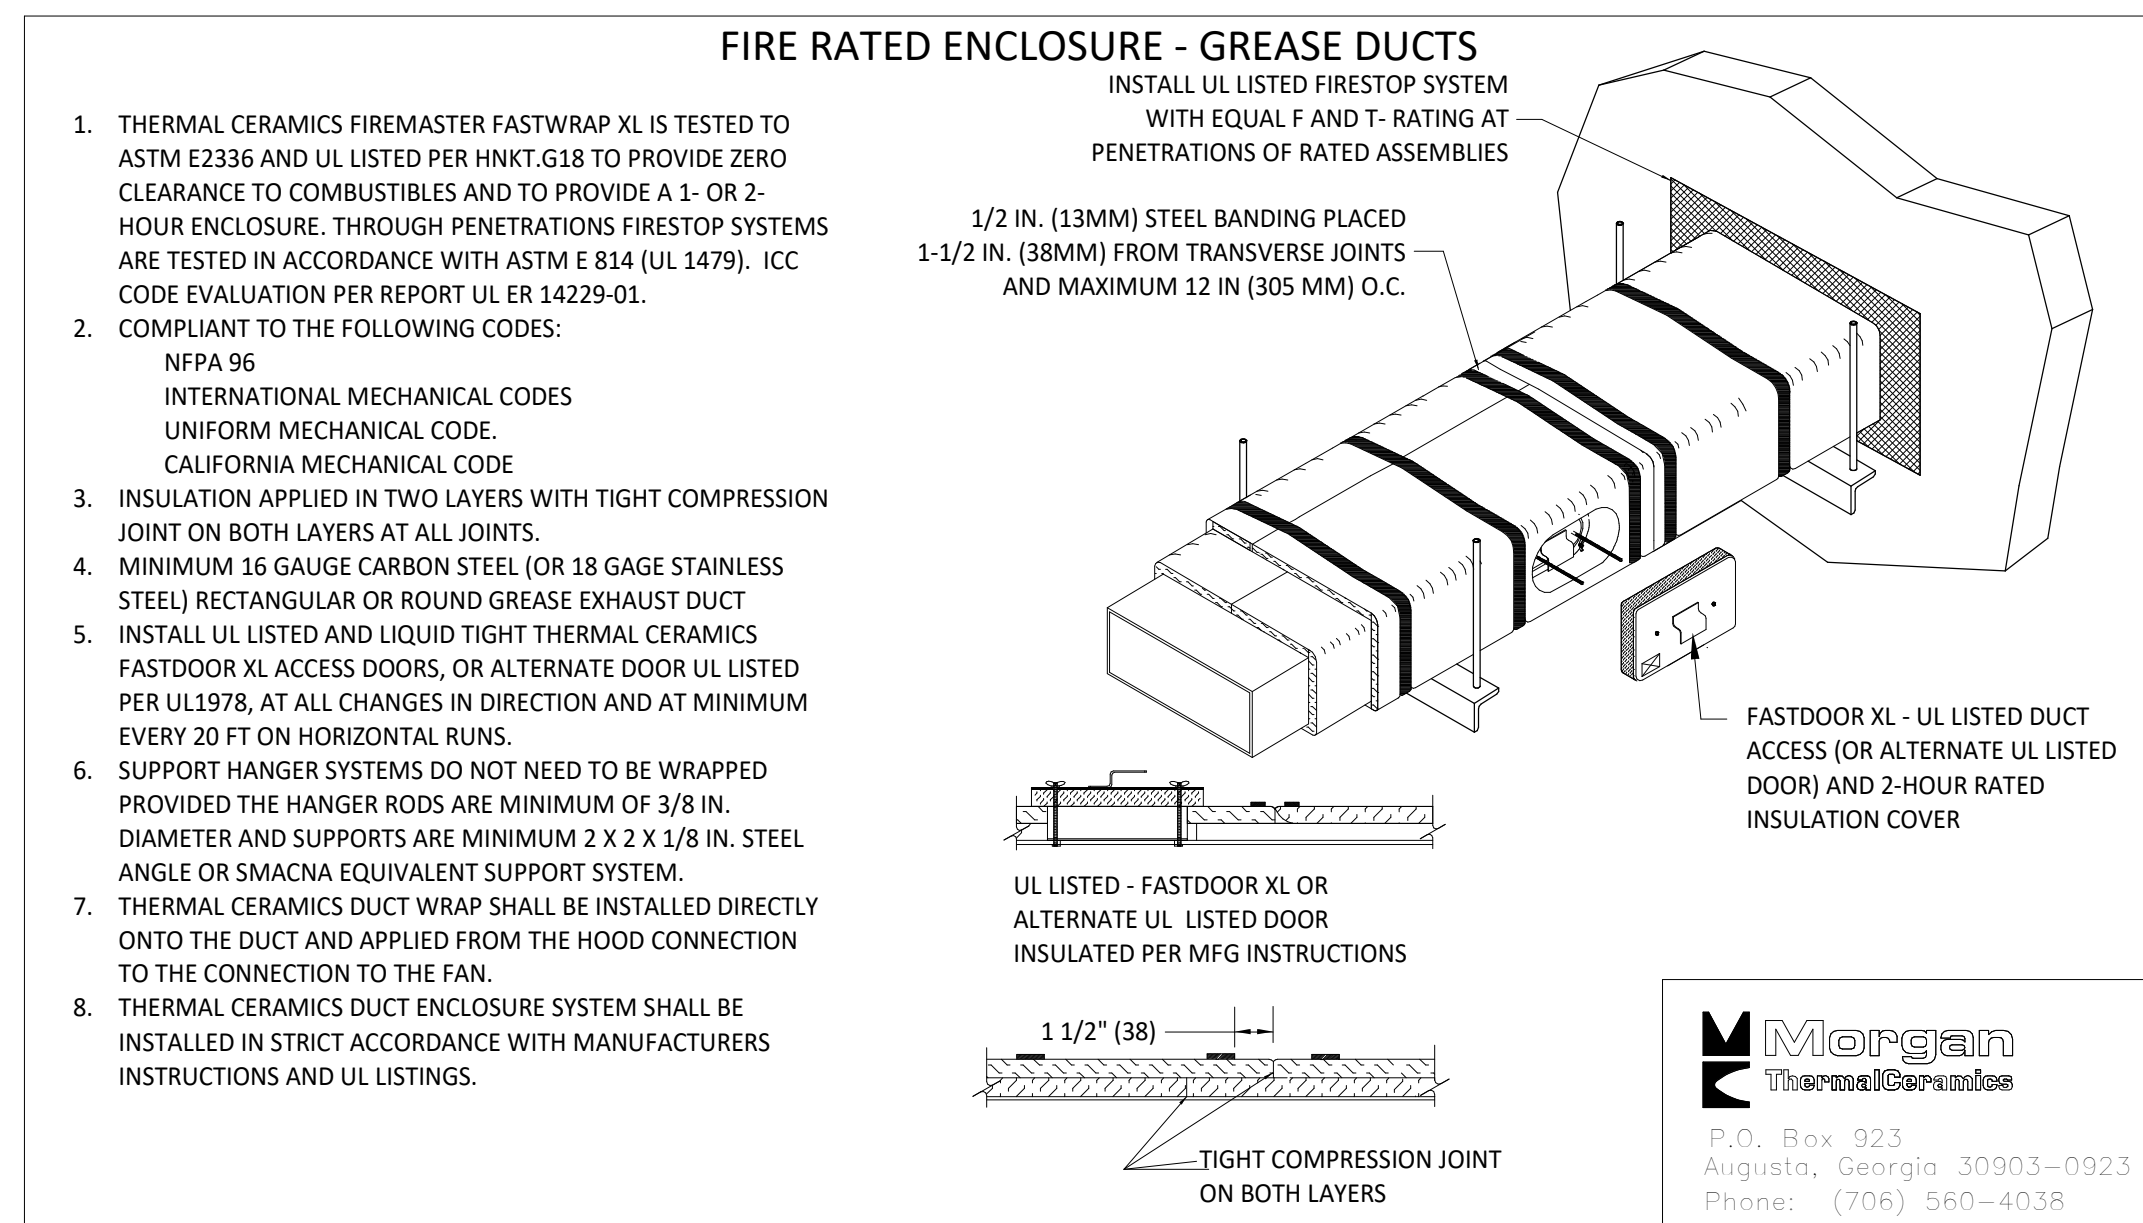 FIRE RATED ENCLOSURE - GREASE DUCTS
1. THERMAL CERAMICS FIREMASTER FASTWRAP XL IS TESTED TO
ASTM E2336 AND UL LISTED PER HNKT.G18 TO PROVIDE ZERO
CLEARANCE TO COMBUSTIBLES AND TO PROVIDE A 1- OR 2-
HOUR ENCLOSURE. THROUGH PENETRATIONS FIRESTOP SYSTEMS
ARE TESTED IN ACCORDANCE WITH ASTM E 814 (UL 1479). ICC
CODE EVALUATION PER REPORT UL ER 14229-01.
2. COMPLIANT TO THE FOLLOWING CODES:
NFPA 96
INTERNATIONAL MECHANICAL CODES
UNIFORM MECHANICAL CODE.
CALIFORNIA MECHANICAL CODE
3. INSULATION APPLIED IN TWO LAYERS WITH TIGHT COMPRESSION
JOINT ON BOTH LAYERS AT ALL JOINTS.
4. MINIMUM 16 GAUGE CARBON STEEL (OR 18 GAGE STAINLESS
STEEL) RECTANGULAR OR ROUND GREASE EXHAUST DUCT
5. INSTALL UL LISTED AND LIQUID TIGHT THERMAL CERAMICS
FASTDOOR XL ACCESS DOORS, OR ALTERNATE DOOR UL LISTED
PER UL1978, AT ALL CHANGES IN DIRECTION AND AT MINIMUM
EVERY 20 FT ON HORIZONTAL RUNS.
6. SUPPORT HANGER SYSTEMS DO NOT NEED TO BE WRAPPED
PROVIDED THE HANGER RODS ARE MINIMUM OF 3/8 IN.
DIAMETER AND SUPPORTS ARE MINIMUM 2 X 2 X 1/8 IN. STEEL
ANGLE OR SMACNA EQUIVALENT SUPPORT SYSTEM.
7. THERMAL CERAMICS DUCT WRAP SHALL BE INSTALLED DIRECTLY
ONTO THE DUCT AND APPLIED FROM THE HOOD CONNECTION
TO THE CONNECTION TO THE FAN.
8. THERMAL CERAMICS DUCT ENCLOSURE SYSTEM SHALL BE
INSTALLED IN STRICT ACCORDANCE WITH MANUFACTURERS
INSTRUCTIONS AND UL LISTINGS.
INSTALL UL LISTED FIRESTOP SYSTEM
WITH EQUAL F AND T- RATING AT
PENETRATIONS OF RATED ASSEMBLIES
1/2 IN. (13MM) STEEL BANDING PLACED
1-1/2 IN. (38MM) FROM TRANSVERSE JOINTS
AND MAXIMUM 12 IN (305 MM) O.C.
FASTDOOR XL - UL LISTED DUCT
ACCESS (OR ALTERNATE UL LISTED
DOOR) AND 2-HOUR RATED
INSULATION COVER
UL LISTED - FASTDOOR XL OR
ALTERNATE UL LISTED DOOR
INSULATED PER MFG INSTRUCTIONS
1 1/2" (38)
TIGHT COMPRESSION JOINT
ON BOTH LAYERS
Morgan
ThermalCeramics
P.O. Box 923
Augusta, Georgia 30903-0923
Phone: (706) 560-4038